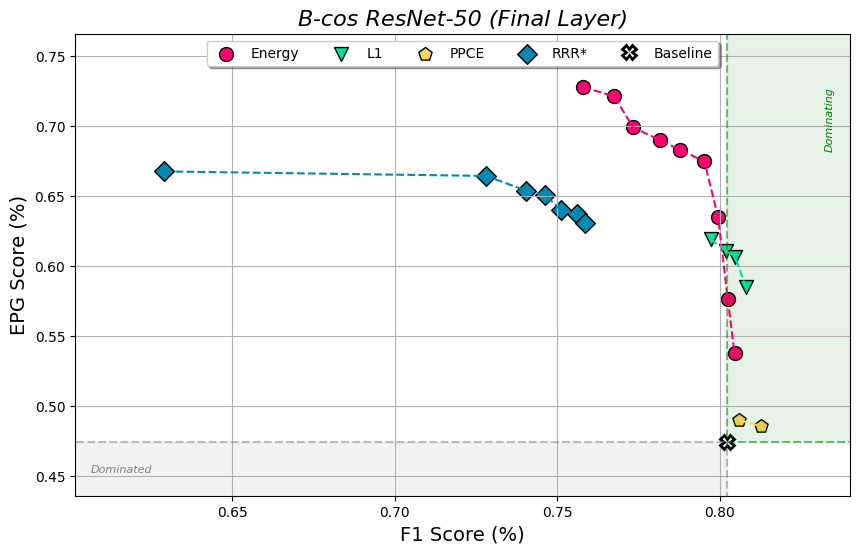 B-cos ResNet-50 (Final Layer)
Energy L1 PPCE RRR* Baseline
Dominating
0.75
0.70
0.65
0.60
0.55
0.50
0.45
EPG Score (%)
Dominated
0.65 0.70 0.75 0.80
F1 Score (%)